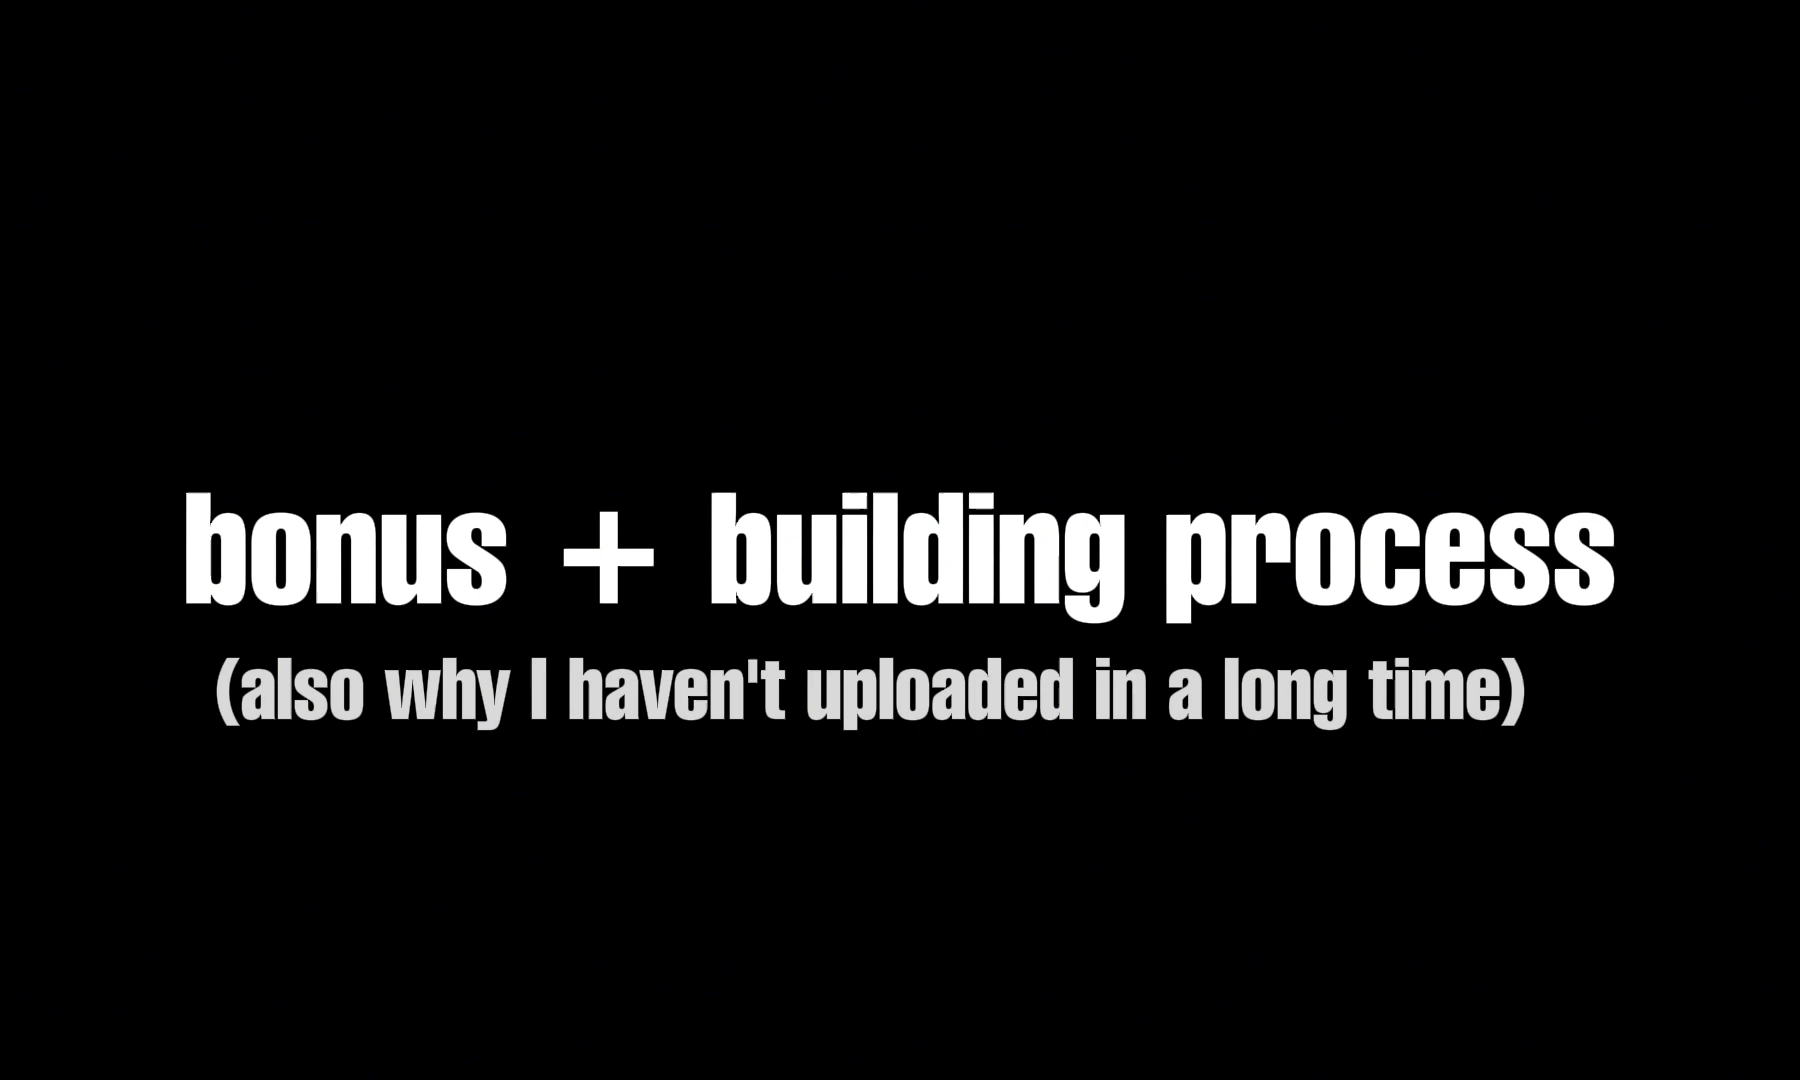 bonus + building process
(also why I haven't uploaded in a long time)